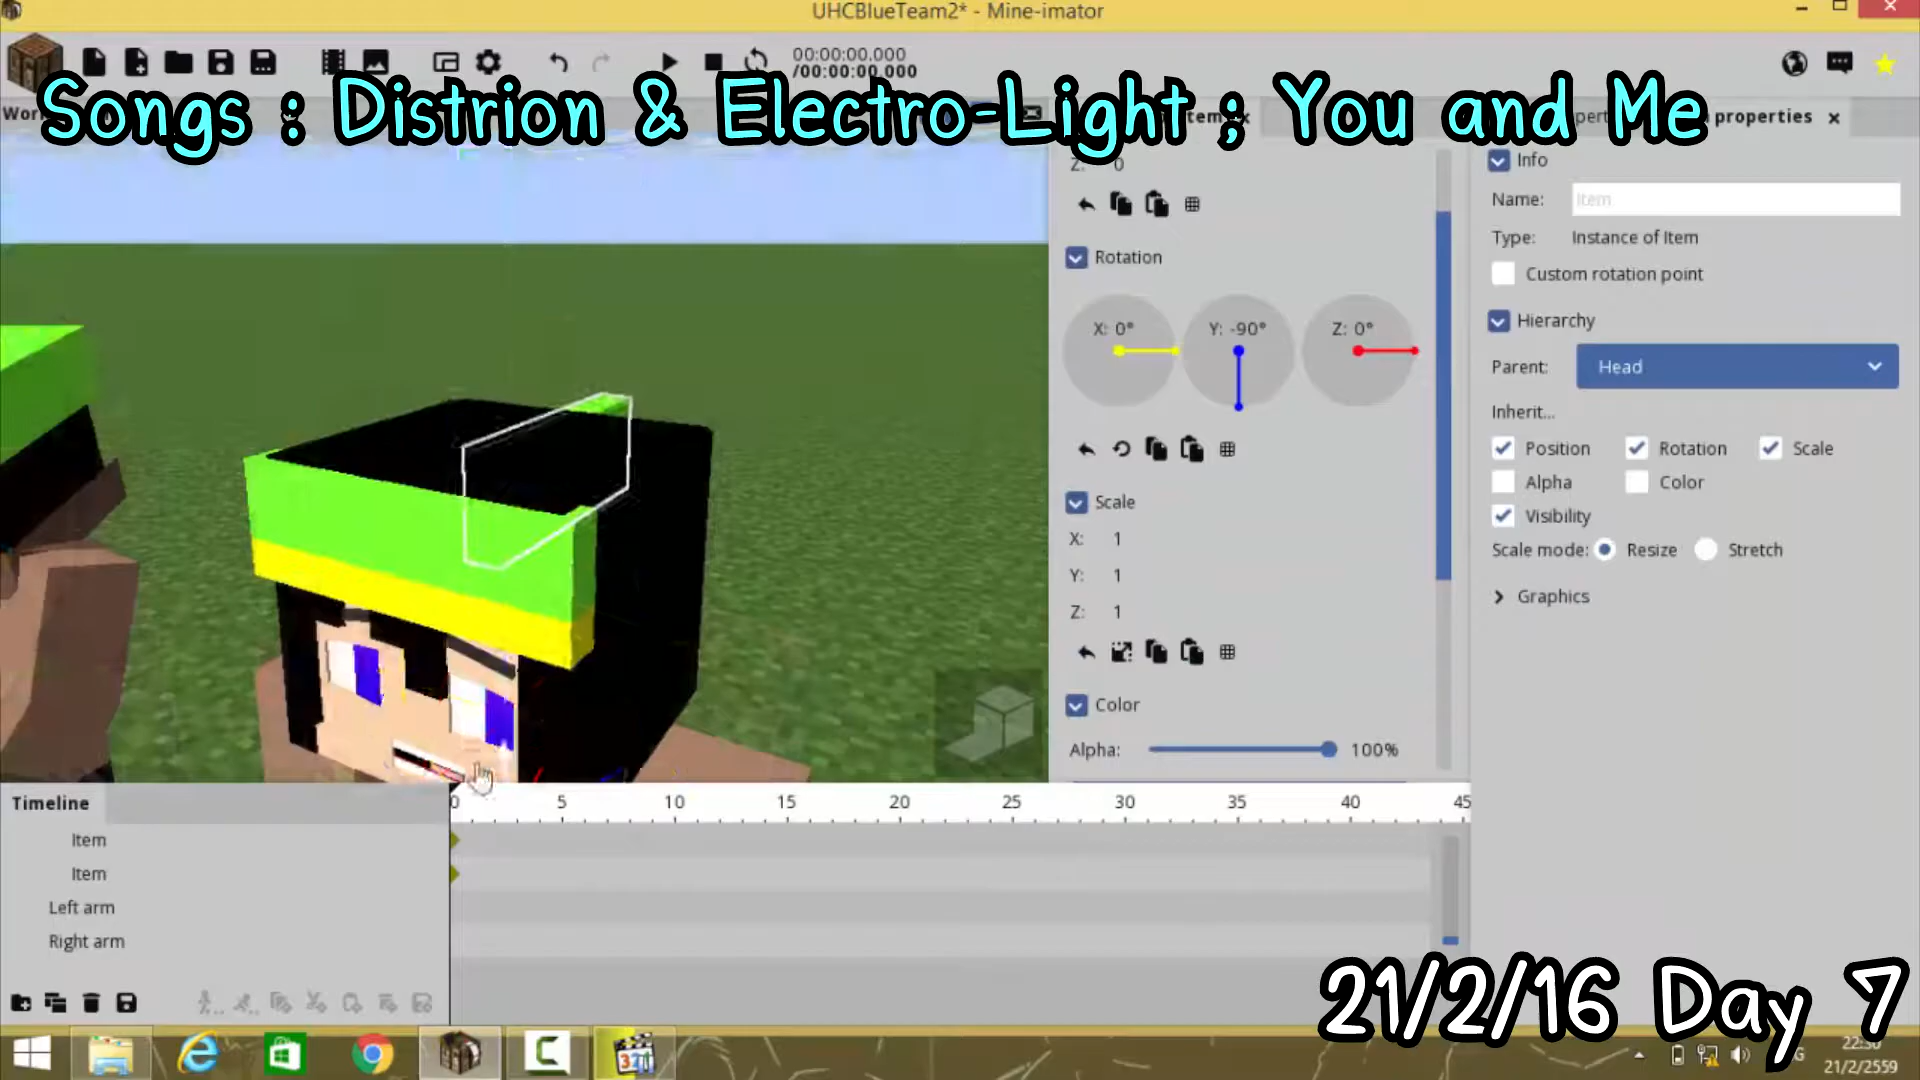 UHCBlueTeam2* - Mine-imator
00:00:00.000
/00:00:00.000
Songs : Distrion & Electro-Light ; You and Me
properties
Z: 0
Info
Name: Item
Type: Instance of Item
Custom rotation point
Rotation
X: 0° Y: -90° Z: 0°
Hierarchy
Parent: Head
Inherit...
Position Rotation Scale
Alpha Color
Visibility
Scale mode: Resize Stretch
Graphics
Scale
X: 1
Y: 1
Z: 1
Color
Alpha: 100%
Timeline
0 5 10 15 20 25 30 35 40 45
Item
Item
Left arm
Right arm
21/2/16 Day 7
321
22:30
21/2/2559